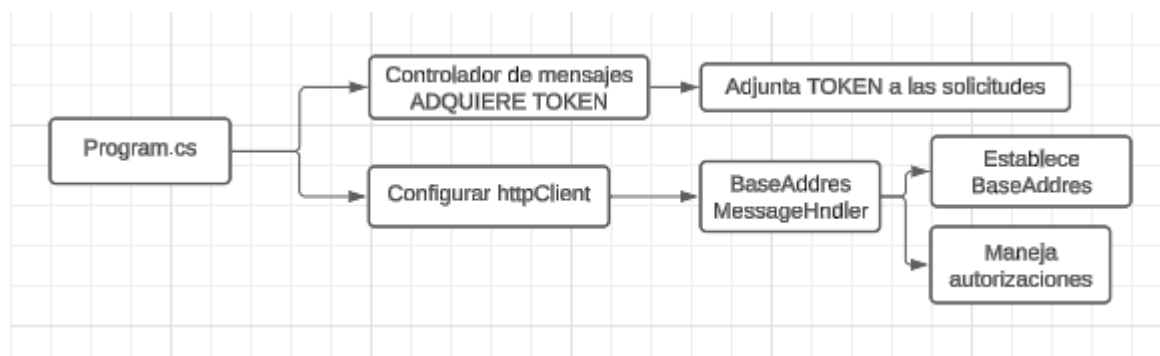 Controlador de mensajes
ADQUIERE TOKEN
Adjunta TOKEN a las solicitudes
Program.cs
Configurar httpClient
BaseAddres
MessageHndler
Establece
BaseAddres
Maneja
autorizaciones